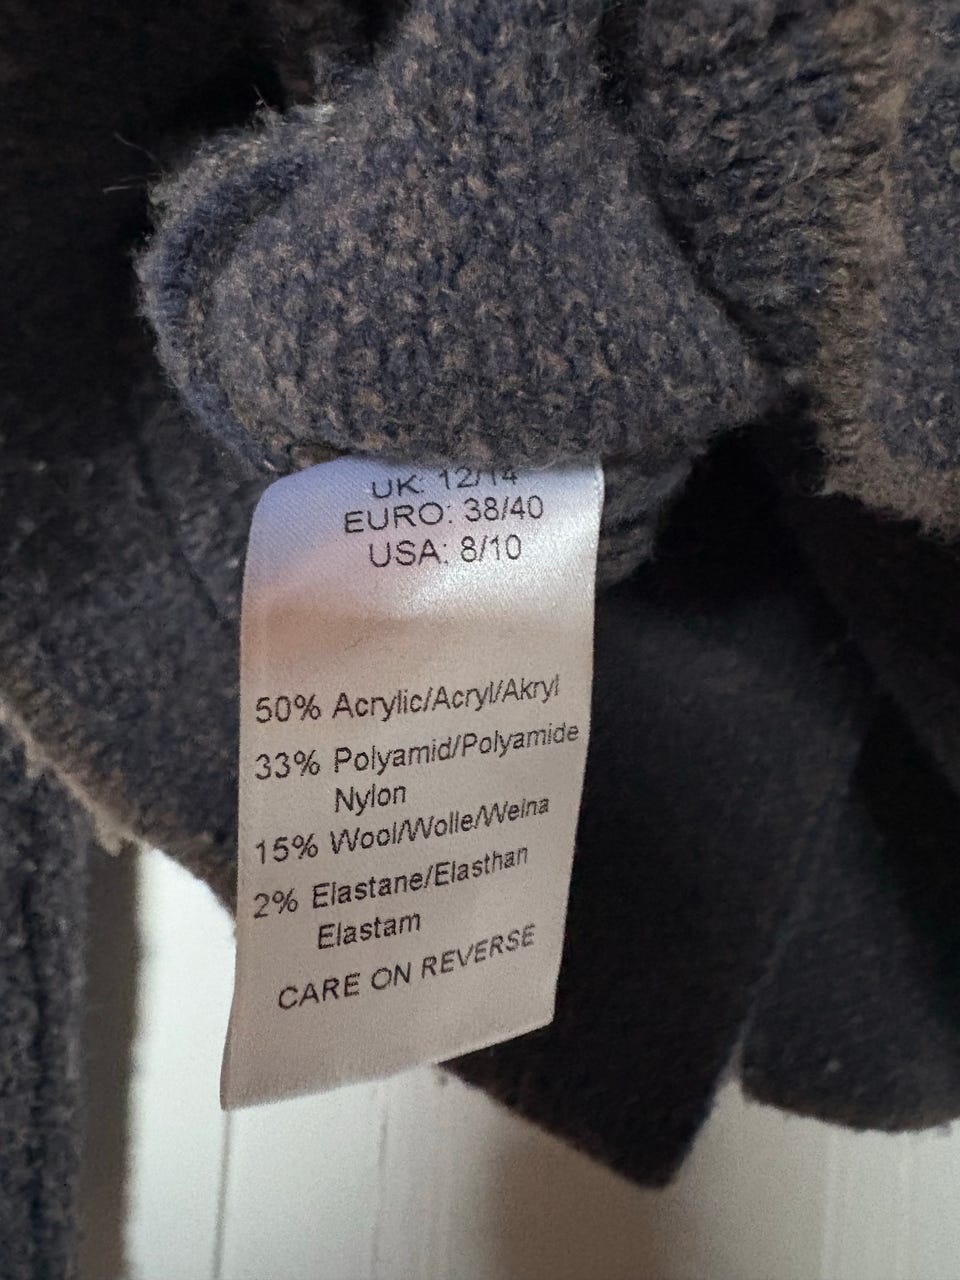 UK: 12/14
EURO: 38/40
USA: 8/10
50% Acrylic/Acryl/Akryl
33% Polyamid/Polyamide
Nylon
15% Wool/Wolle/Welna
2% Elastane/Elasthan
Elastam
CARE ON REVERSE